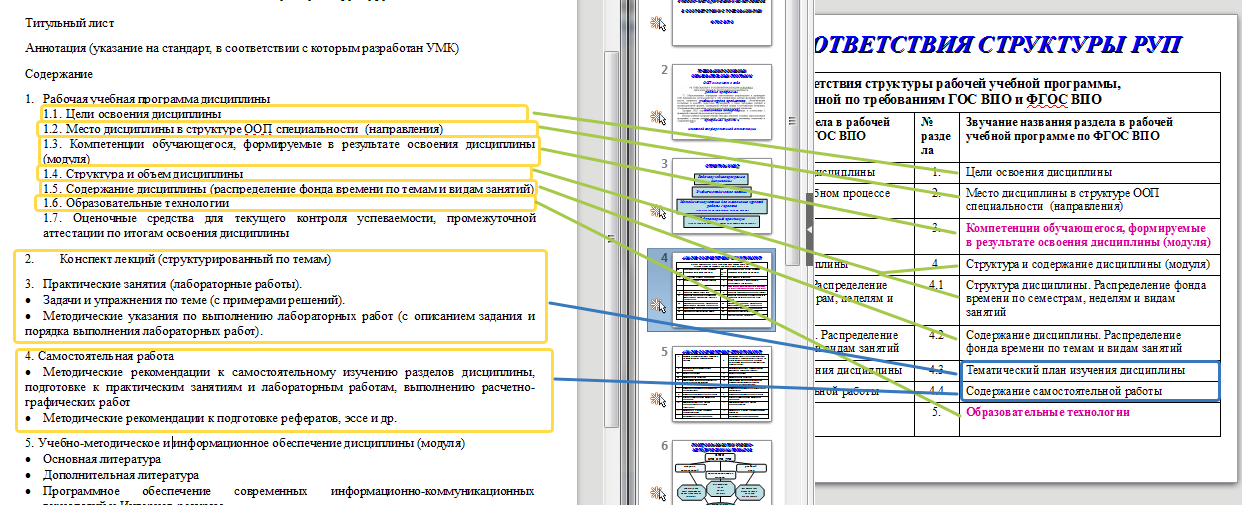 Титульный лист
Аннотация (указание на стандарт, в соответствии с которым разработан УМК)
Содержание
1. Рабочая учебная программа дисциплины
1.1. Цели освоения дисциплины
1.2. Место дисциплины в структуре ООП специальности (направления)
1.3. Компетенции обучающегося, формируемые в результате освоения дисциплины
(модуля)
1.4. Структура и объем дисциплины
1.5. Содержание дисциплины (распределение фонда времени по темам и видам занятий)
1.6. Образовательные технологии
1.7. Оценочные средства для текущего контроля успеваемости, промежуточной
аттестации по итогам освоения дисциплины
2. Конспект лекций (структурированный по темам)
3. Практические занятия (лабораторные работы).
• Задачи и упражнения по теме (с примерами решений).
• Методические указания по выполнению лабораторных работ (с описанием задания и
порядка выполнения лабораторных работ).
4. Самостоятельная работа
• Методические рекомендации к самостоятельному изучению разделов дисциплины,
подготовке к практическим занятиям и лабораторным работам, выполнению расчетно-
графических работ
• Методические рекомендации к подготовке рефератов, эссе и др.
5. Учебно-методическое и информационное обеспечение дисциплины (модуля)
• Основная литература
• Дополнительная литература
• Программное обеспечение современных информационно-коммуникационных
2
3
4
5
6
ОТВЕТСТВИЯ СТРУКТУРЫ РУП
етствия структуры рабочей учебной программы,
ной по требованиям ГОС ВПО и ФГОС ВПО
ла в рабочей
ГОС ВПО
№
разде
ла
Звучание названия раздела в рабочей
учебной программе по ФГОС ВПО
дисциплины
1.
Цели освоения дисциплины
бном процессе
2.
Место дисциплины в структуре ООП
специальности (направления)
3.
Компетенции обучающегося, формируемые
в результате освоения дисциплины (модуля)
плины
4.
Структура и содержание дисциплины (модуля)
Распределение
рам, неделям и
4.1
Структура дисциплины. Распределение фонда
времени по семестрам, неделям и видам
занятий
. Распределение
и видам занятий
4.2
Содержание дисциплины. Распределение
фонда времени по темам и видам занятий
ния дисциплины
4.3
Тематический план изучения дисциплины
ьной работы
4.4
Содержание самостоятельной работы
5.
Образовательные технологии